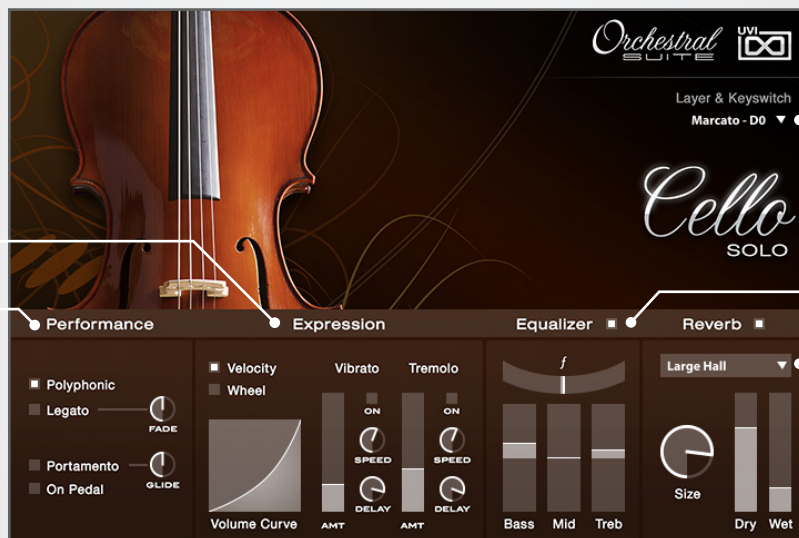 Orchestral
SUITE
UVI
Layer & Keyswitch
Marcato - D0
Cello
SOLO
Performance
Expression
Equalizer
Reverb
Polyphonic
Legato
FADE
Portamento
On Pedal
GLIDE
Velocity
Wheel
Volume Curve
Vibrato
ON
SPEED
DELAY
AMT
Tremolo
ON
SPEED
DELAY
AMT
f
Bass Mid Treb
Large Hall
Size
Dry Wet